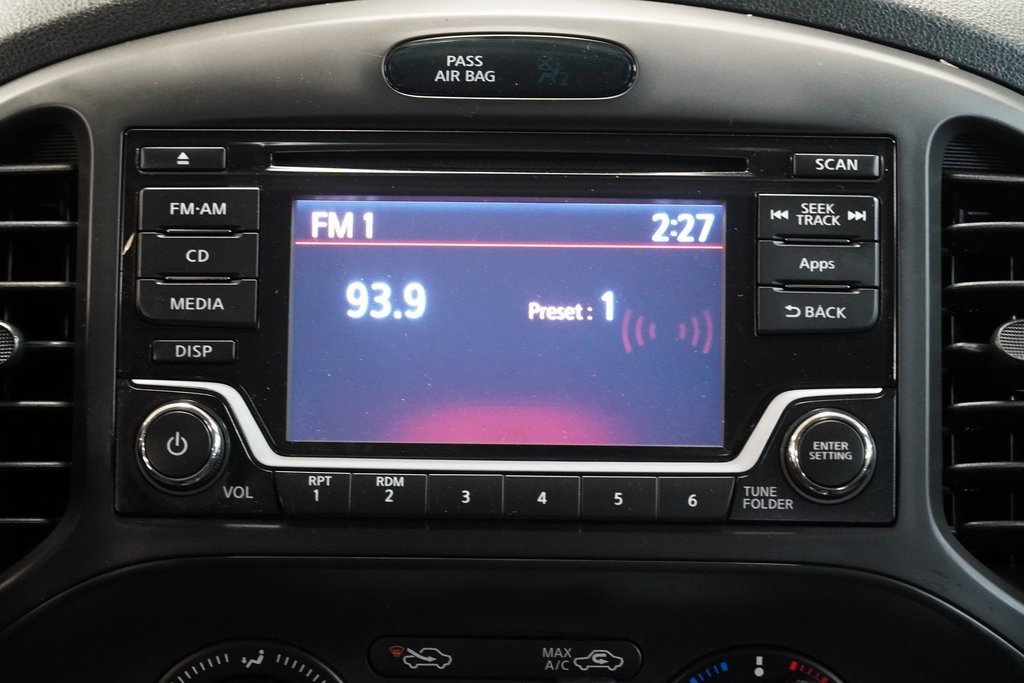 PASS
AIR BAG
SCAN
FM·AM
SEEK
TRACK
CD
Apps
MEDIA
BACK
DISP
FM 1
2:27
93.9
Preset : 1
VOL
RPT
1
RDM
2
3
4
5
6
TUNE
FOLDER
ENTER
SETTING
MAX
A/C